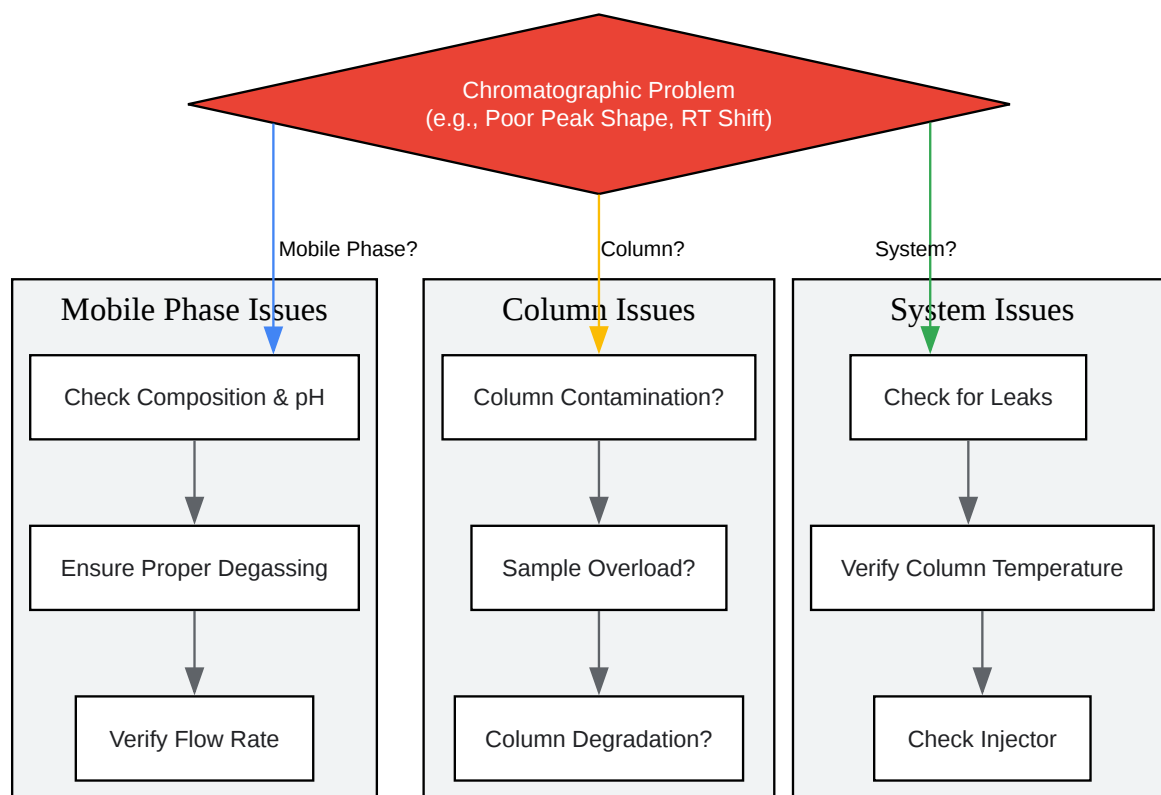 Chromatographic Problem
(e.g., Poor Peak Shape, RT Shift)
Mobile Phase?
Column?
System?
Mobile Phase Issues
Check Composition & pH
Ensure Proper Degassing
Verify Flow Rate
Column Issues
Column Contamination?
Sample Overload?
Column Degradation?
System Issues
Check for Leaks
Verify Column Temperature
Check Injector